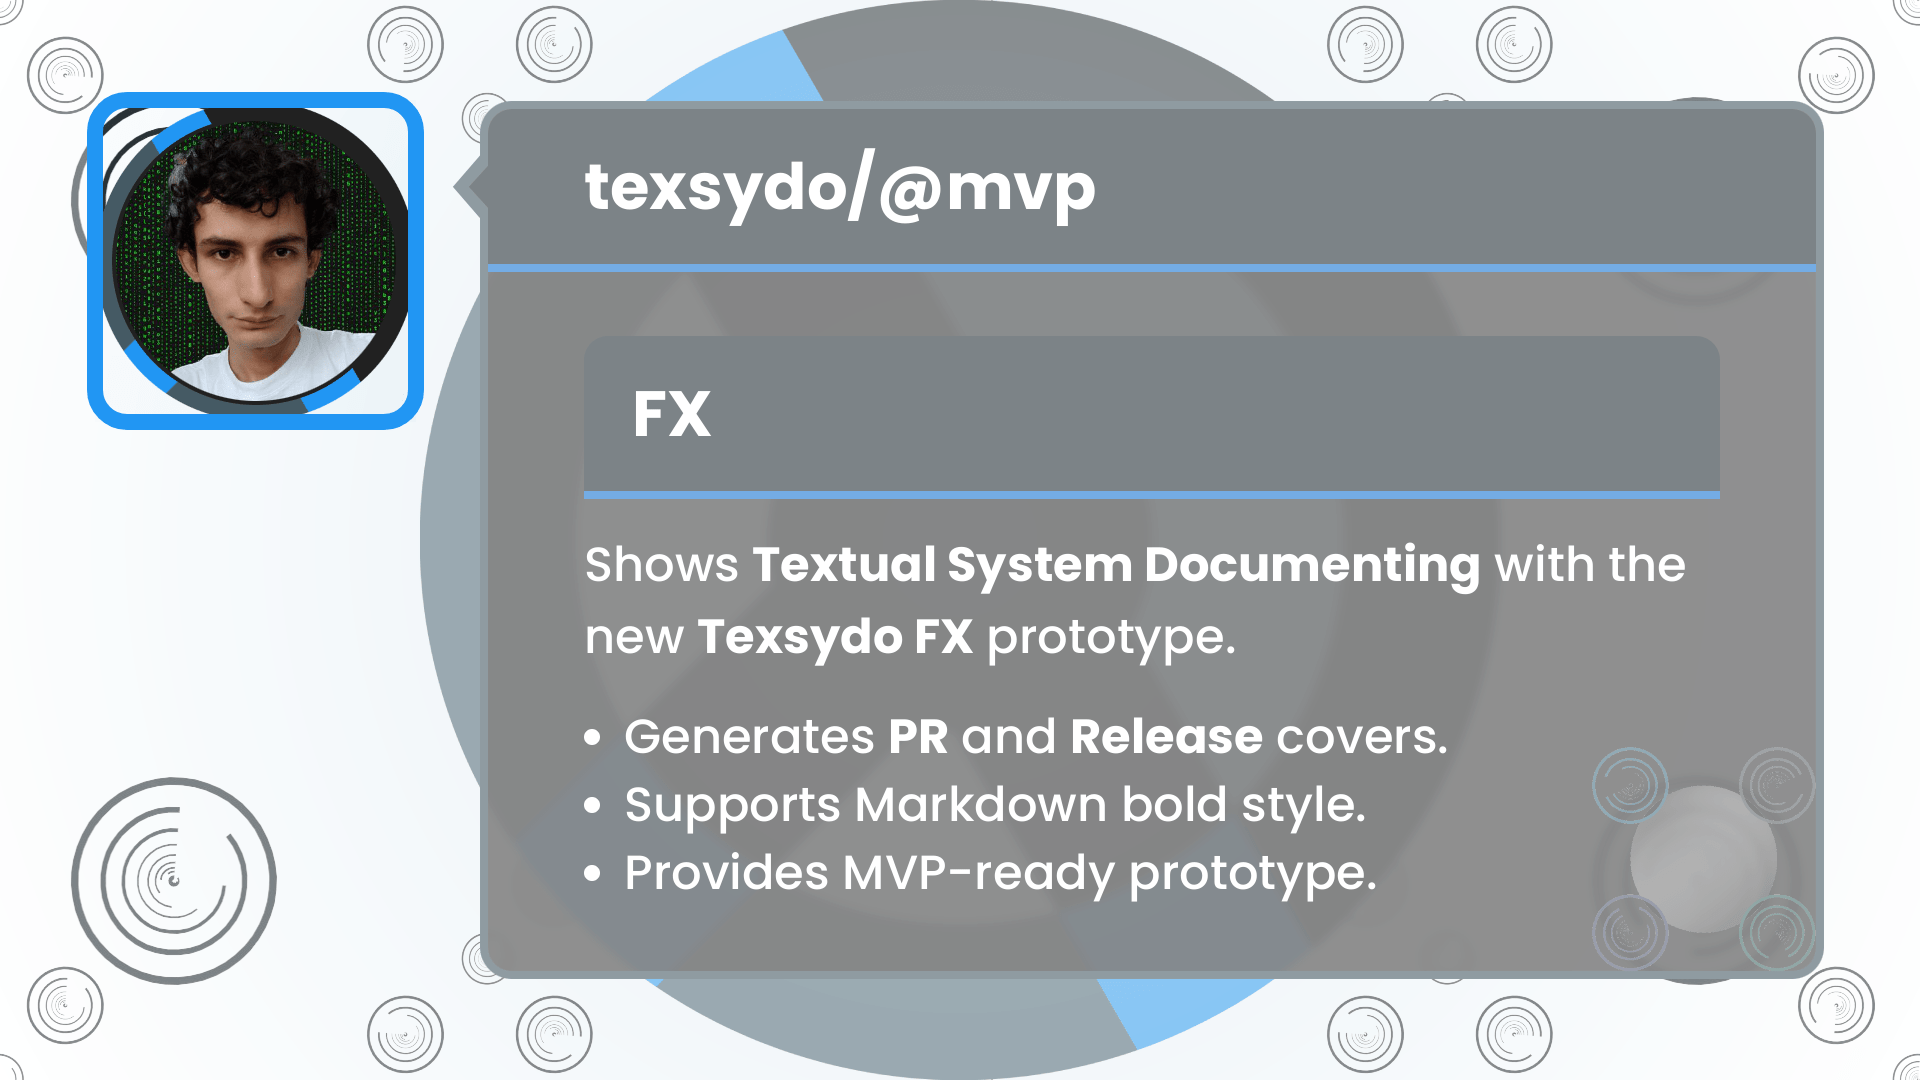 texsydo/@mvp
FX
Shows Textual System Documenting with the
new Texsydo FX prototype.
• Generates PR and Release covers.
• Supports Markdown bold style.
• Provides MVP-ready prototype.